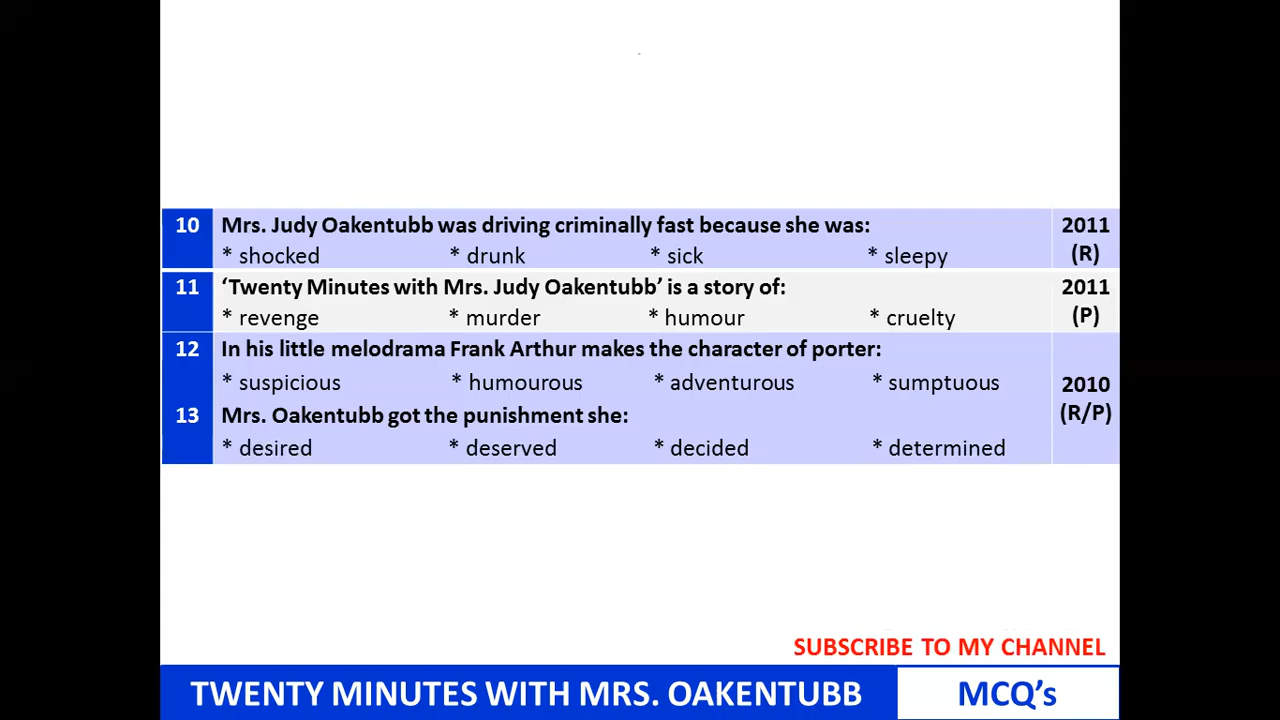 10 Mrs. Judy Oakentubb was driving criminally fast because she was: 2011
* shocked * drunk * sick * sleepy (R)
11 ‘Twenty Minutes with Mrs. Judy Oakentubb’ is a story of: 2011
* revenge * murder * humour * cruelty (P)
12 In his little melodrama Frank Arthur makes the character of porter:
* suspicious * humourous * adventurous * sumptuous 2010
13 Mrs. Oakentubb got the punishment she: (R/P)
* desired * deserved * decided * determined
SUBSCRIBE TO MY CHANNEL
TWENTY MINUTES WITH MRS. OAKENTUBB MCQ’s